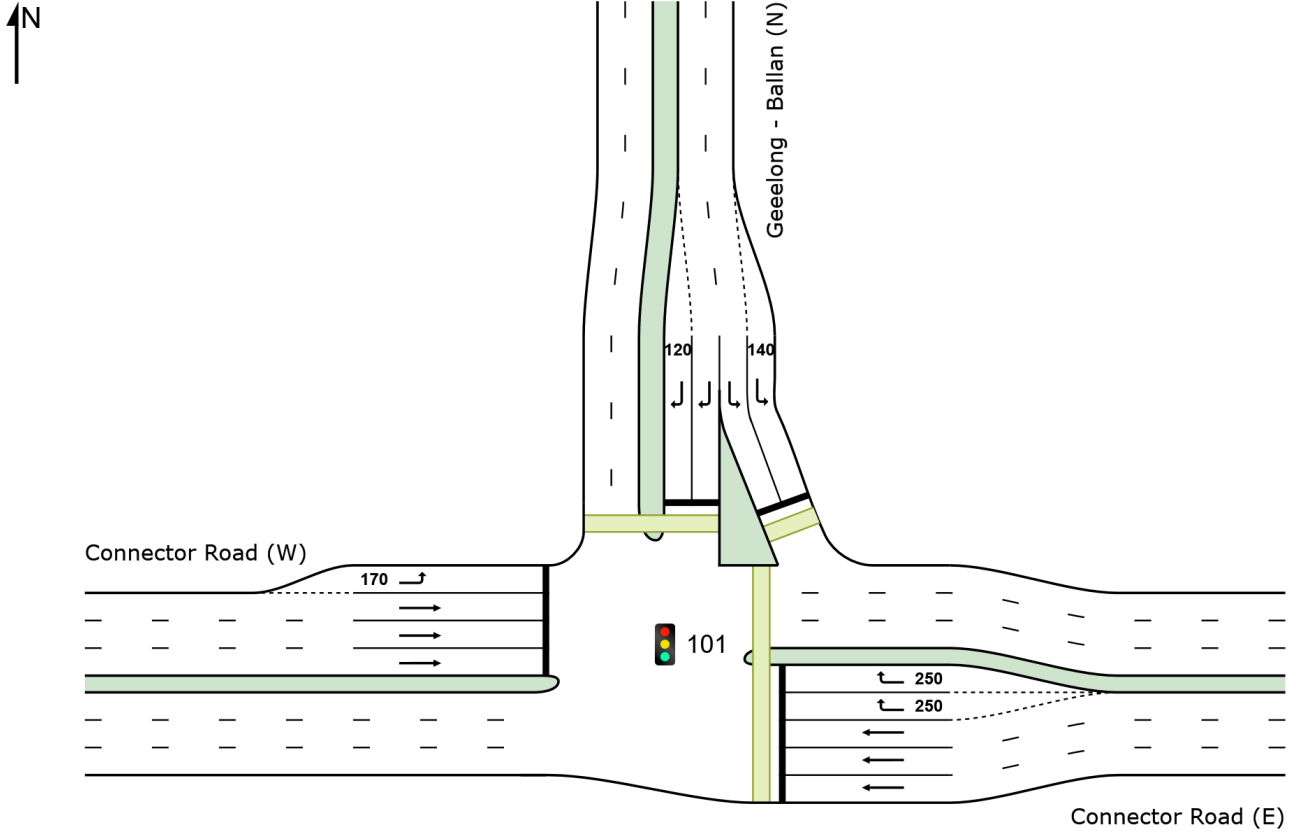 N
Geeelong - Ballan (N)
120
140
Connector Road (W)
170
101
250
250
Connector Road (E)